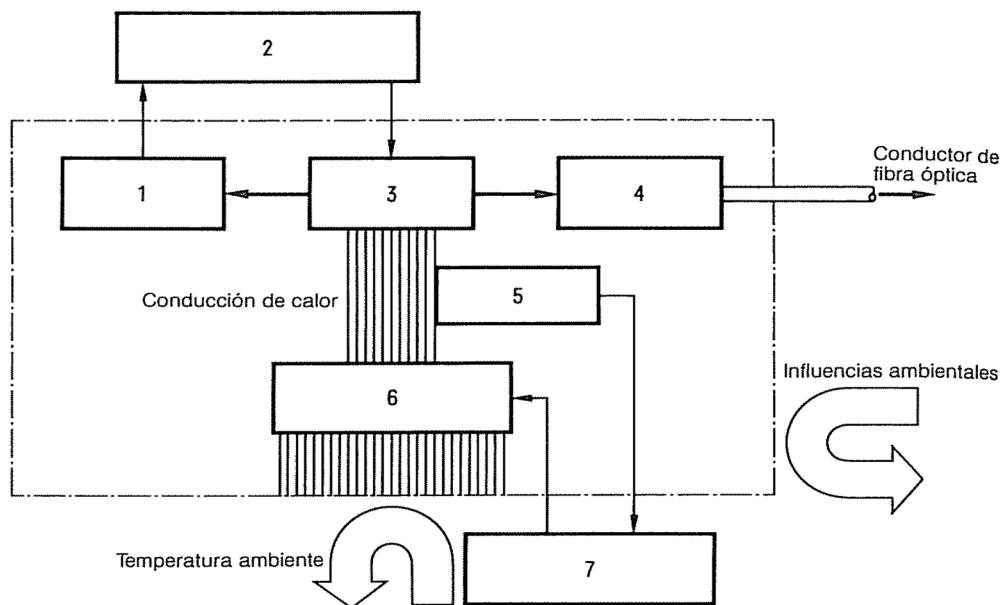 2
1
3
4
Conductor de
fibra óptica
Conducción de calor
5
6
Influencias ambientales
Temperatura ambiente
7